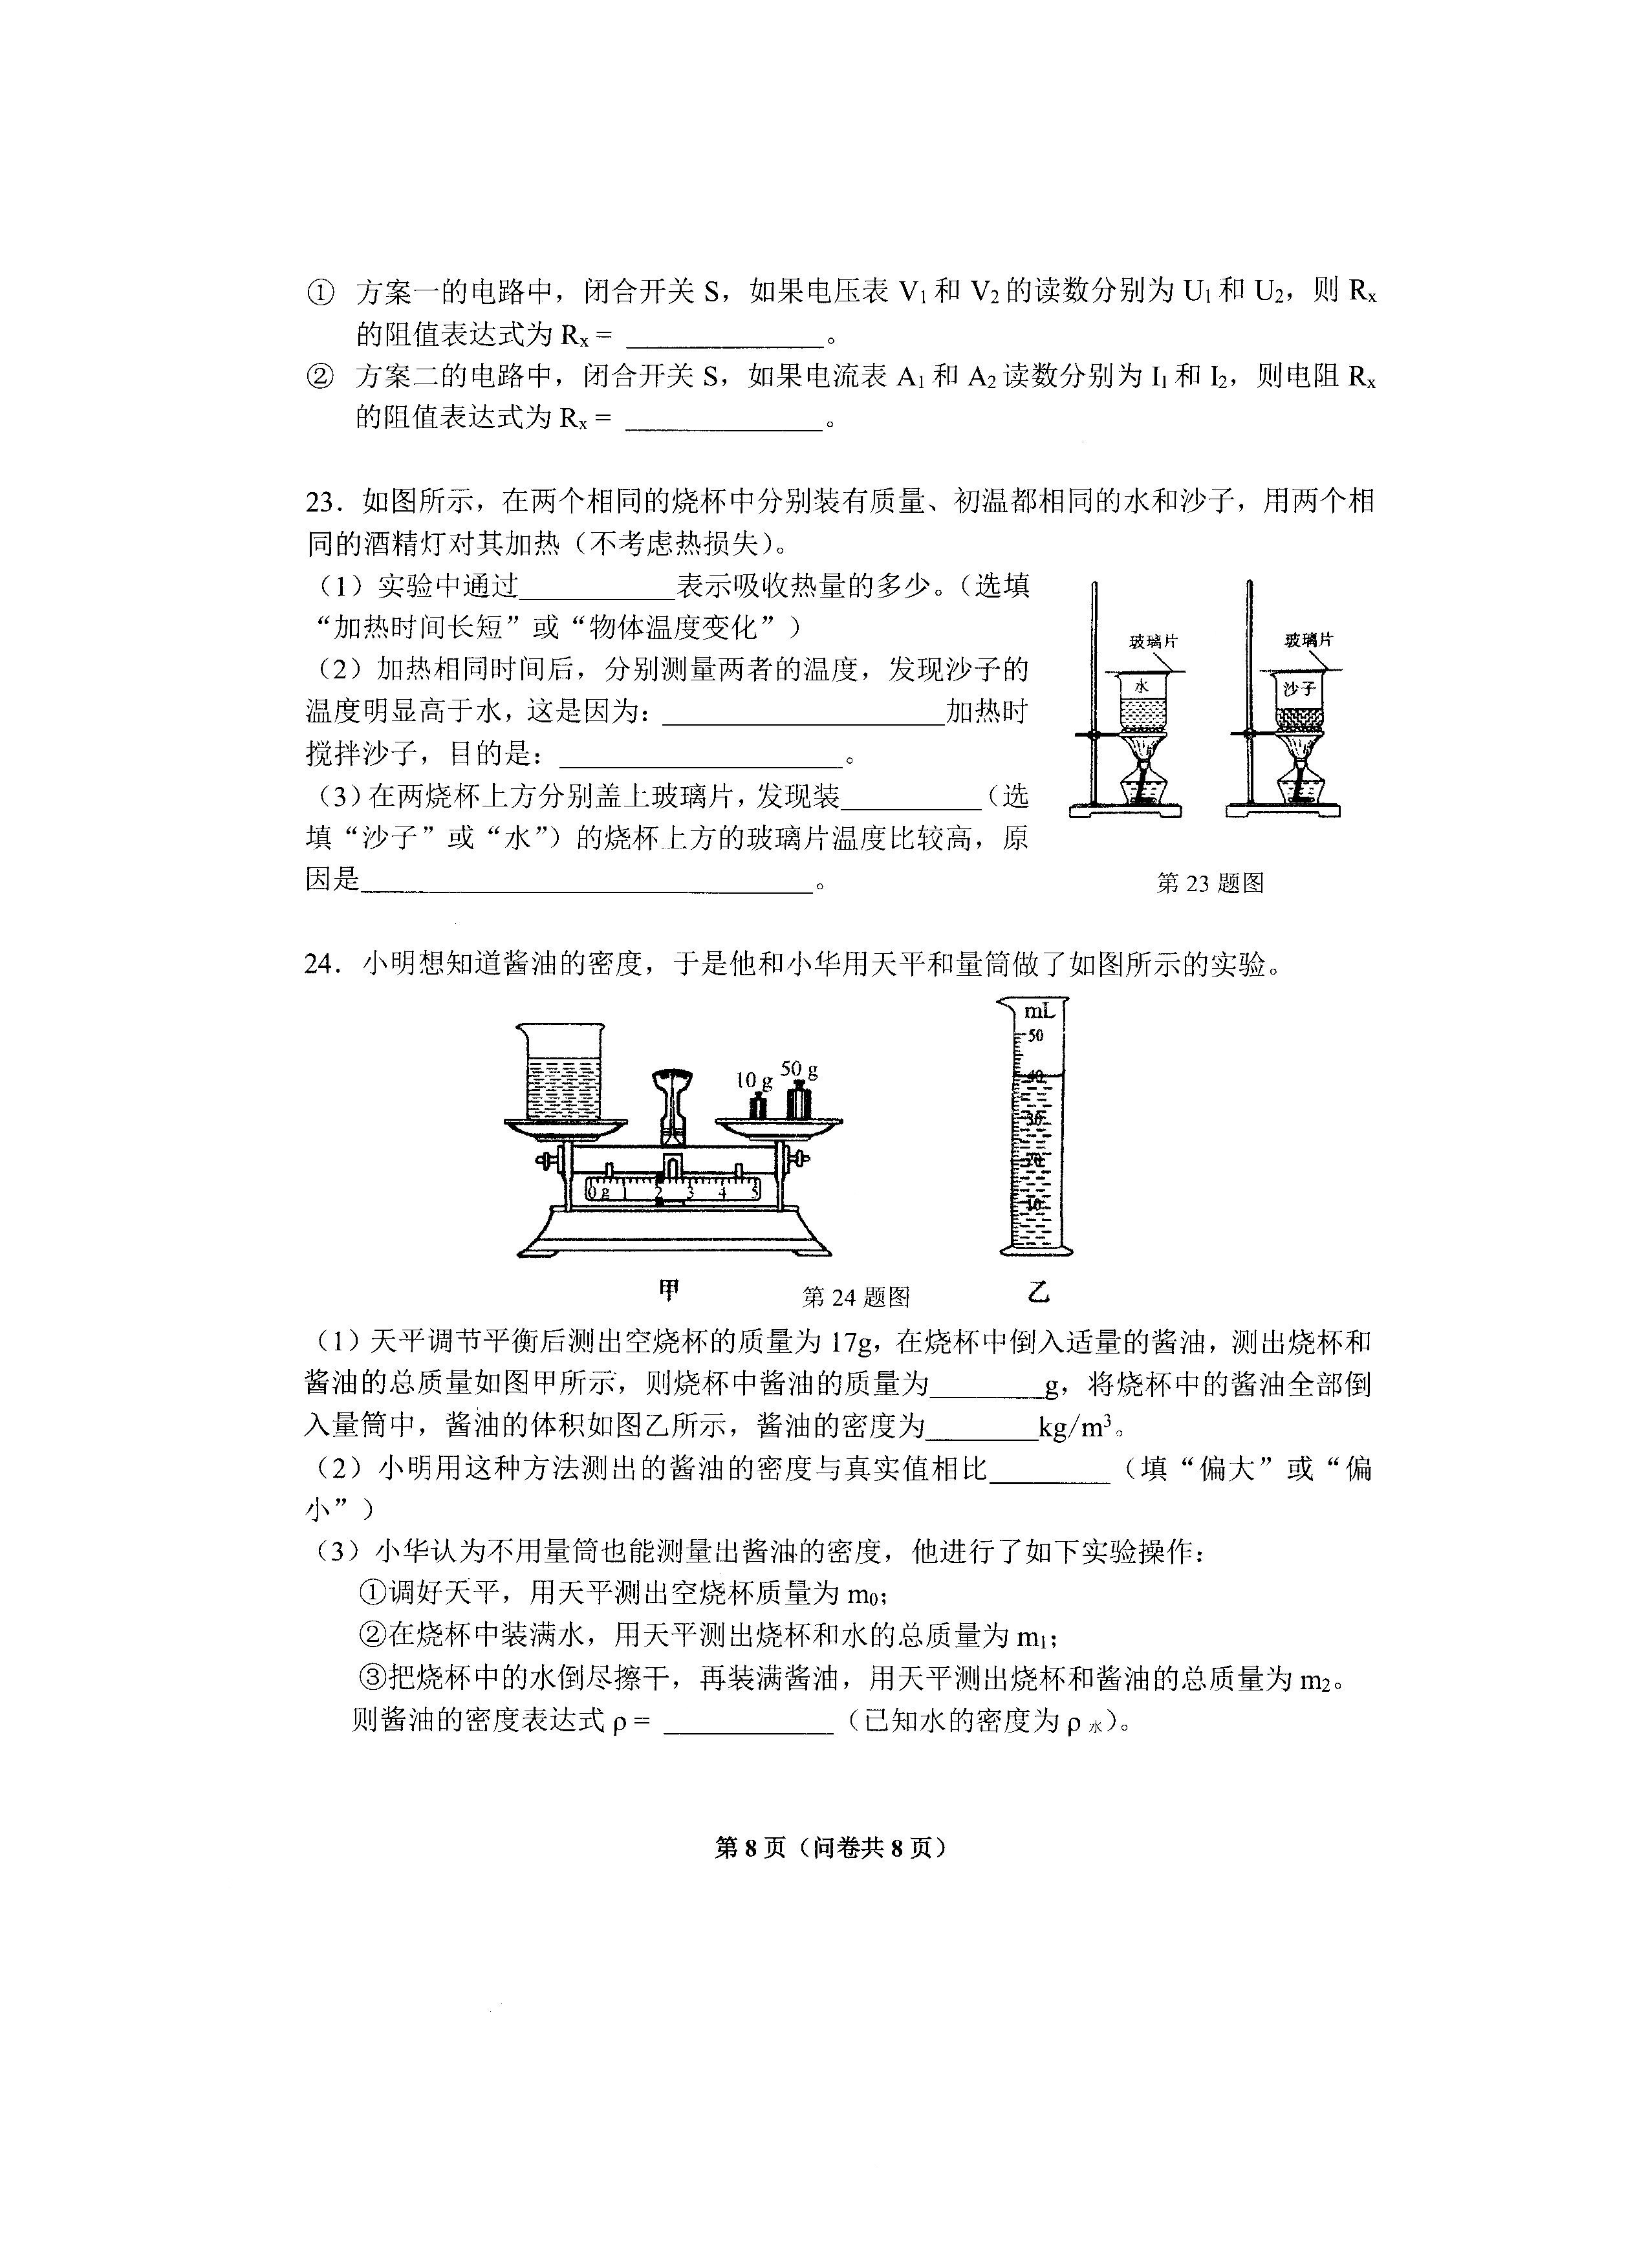 ① 方案一的电路中，闭合开关 S，如果电压表 V₁ 和 V₂ 的读数分别为 U₁ 和 U₂，则 Rₓ
的阻值表达式为 Rₓ = ______________。
② 方案二的电路中，闭合开关 S，如果电流表 A₁ 和 A₂ 读数分别为 I₁ 和 I₂，则电阻 Rₓ
的阻值表达式为 Rₓ = ______________。
23．如图所示，在两个相同的烧杯中分别装有质量、初温都相同的水和沙子，用两个相
同的酒精灯对其加热（不考虑热损失）。
（1）实验中通过___________表示吸收热量的多少。（选填
“加热时间长短”或“物体温度变化”）
（2）加热相同时间后，分别测量两者的温度，发现沙子的
温度明显高于水，这是因为：____________________加热时
搅拌沙子，目的是：____________________。
（3）在两烧杯上方分别盖上玻璃片，发现装__________（选
填“沙子”或“水”）的烧杯上方的玻璃片温度比较高，原
因是________________________________。
玻璃片
水
玻璃片
沙子
第 23 题图
24．小明想知道酱油的密度，于是他和小华用天平和量筒做了如图所示的实验。
10 g 50 g
0 g 1 2 3 4 5
甲
mL
50
40
30
20
10
乙
第 24 题图
（1）天平调节平衡后测出空烧杯的质量为 17g，在烧杯中倒入适量的酱油，测出烧杯和
酱油的总质量如图甲所示，则烧杯中酱油的质量为________g，将烧杯中的酱油全部倒
入量筒中，酱油的体积如图乙所示，酱油的密度为________kg/m³。
（2）小明用这种方法测出的酱油的密度与真实值相比________（填“偏大”或“偏
小”）
（3）小华认为不用量筒也能测量出酱油的密度，他进行了如下实验操作：
①调好天平，用天平测出空烧杯质量为 m₀；
②在烧杯中装满水，用天平测出烧杯和水的总质量为 m₁；
③把烧杯中的水倒尽擦干，再装满酱油，用天平测出烧杯和酱油的总质量为 m₂。
则酱油的密度表达式 ρ = ____________（已知水的密度为 ρ水）。
第 8 页（问卷共 8 页）